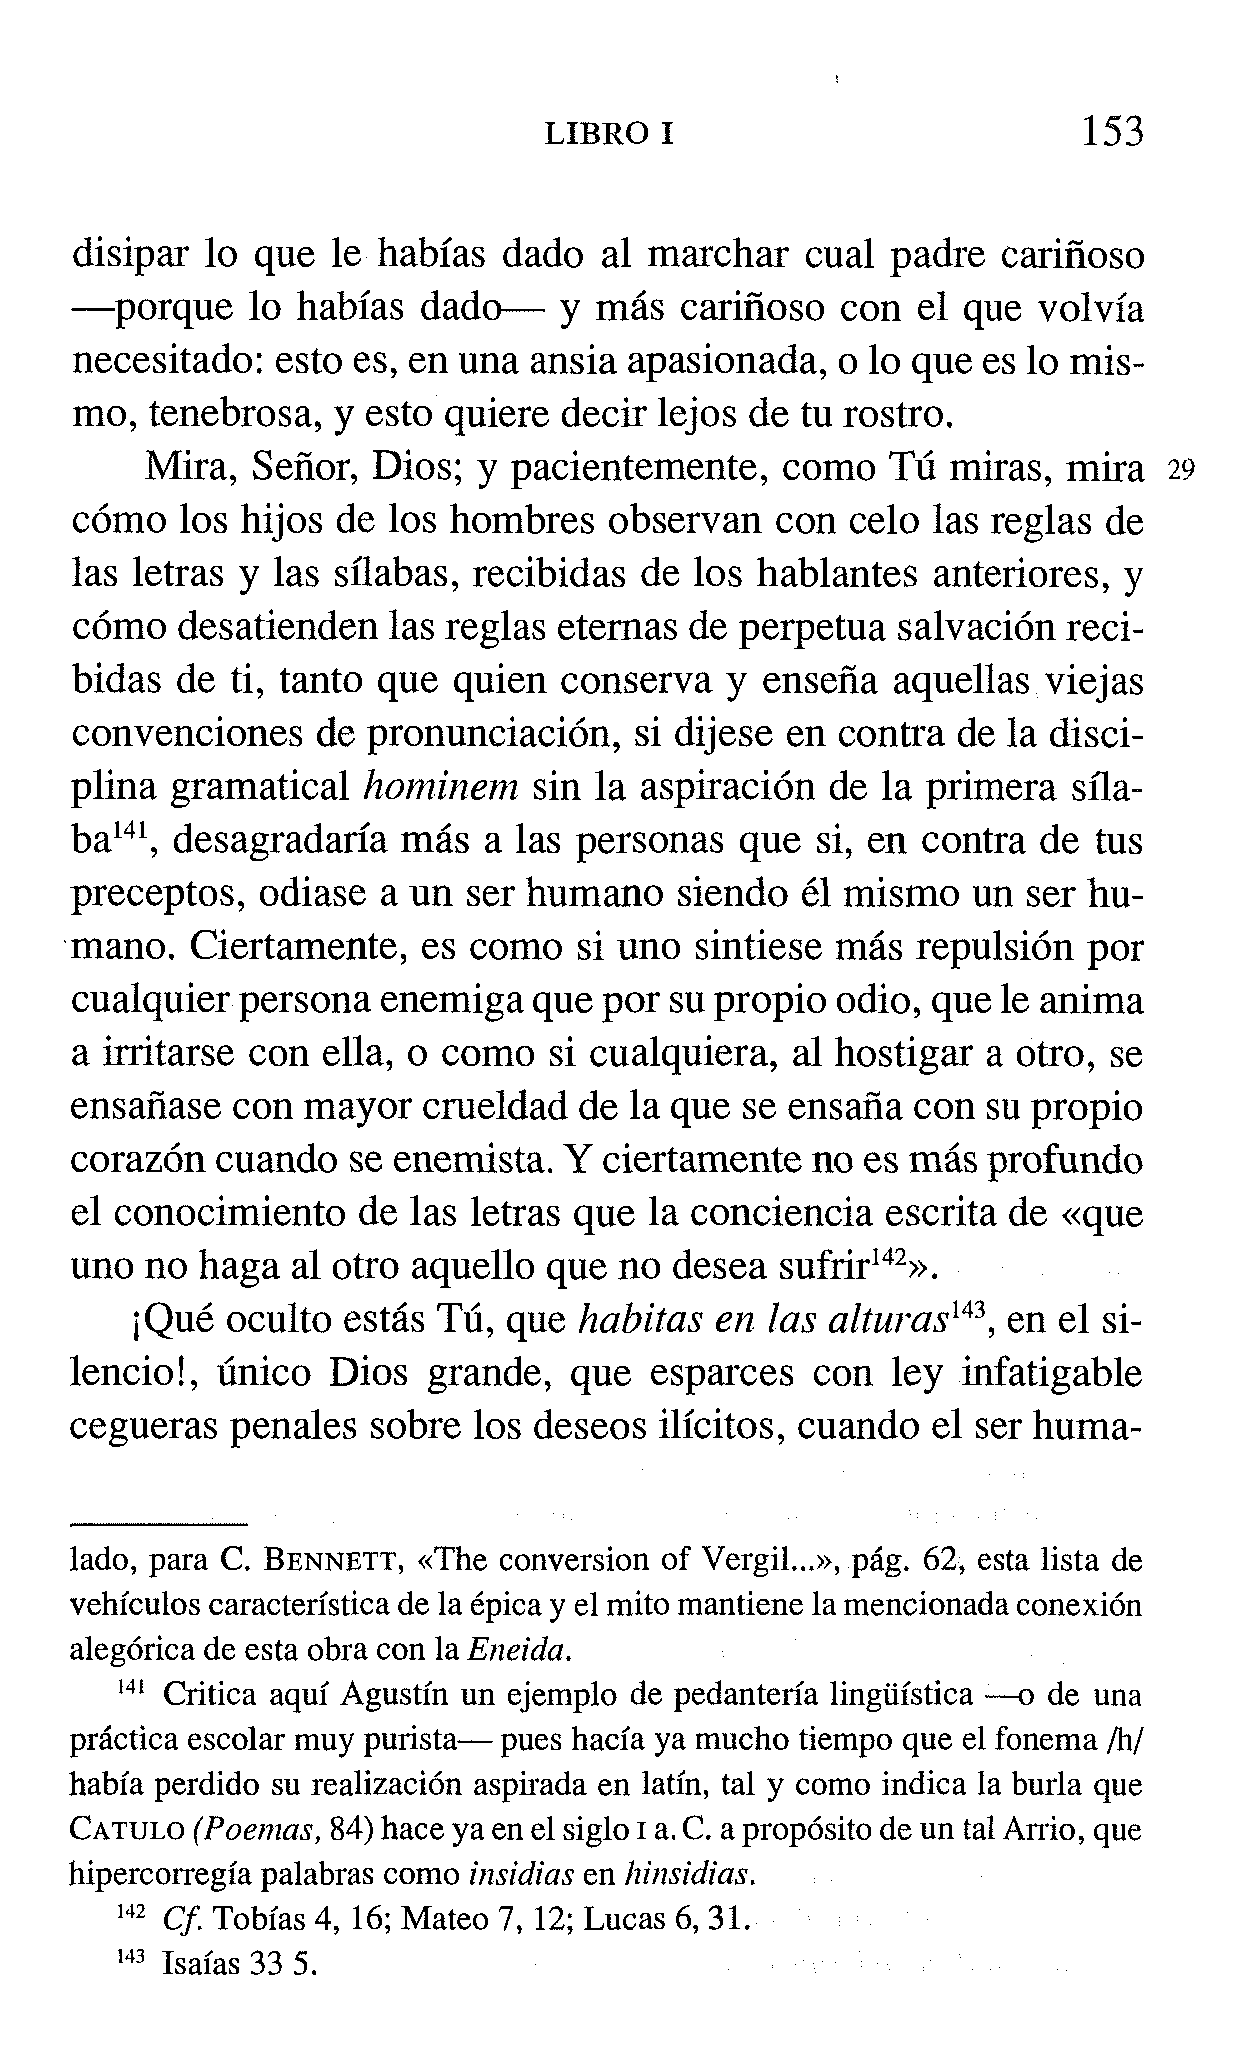 LIBRO I 153
disipar lo que le habías dado al marchar cual padre cariñoso
—porque lo habías dado— y más cariñoso con el que volvía
necesitado: esto es, en una ansia apasionada, o lo que es lo mis-
mo, tenebrosa, y esto quiere decir lejos de tu rostro.
Mira, Señor, Dios; y pacientemente, como Tú miras, mira 29
cómo los hijos de los hombres observan con celo las reglas de
las letras y las sílabas, recibidas de los hablantes anteriores, y
cómo desatienden las reglas eternas de perpetua salvación reci-
bidas de ti, tanto que quien conserva y enseña aquellas viejas
convenciones de pronunciación, si dijese en contra de la disci-
plina gramatical hominem sin la aspiración de la primera síla-
ba¹⁴¹, desagradaría más a las personas que si, en contra de tus
preceptos, odiase a un ser humano siendo él mismo un ser hu-
mano. Ciertamente, es como si uno sintiese más repulsión por
cualquier persona enemiga que por su propio odio, que le anima
a irritarse con ella, o como si cualquiera, al hostigar a otro, se
ensañase con mayor crueldad de la que se ensaña con su propio
corazón cuando se enemista. Y ciertamente no es más profundo
el conocimiento de las letras que la conciencia escrita de «que
uno no haga al otro aquello que no desea sufrir¹⁴²».
¡Qué oculto estás Tú, que habitas en las alturas¹⁴³, en el si-
lencio!, único Dios grande, que esparces con ley infatigable
cegueras penales sobre los deseos ilícitos, cuando el ser huma-
lado, para C. BENNETT, «The conversion of Vergil...», pág. 62, esta lista de
vehículos característica de la épica y el mito mantiene la mencionada conexión
alegórica de esta obra con la Eneida.
¹⁴¹ Critica aquí Agustín un ejemplo de pedantería lingüística —o de una
práctica escolar muy purista— pues hacía ya mucho tiempo que el fonema /h/
había perdido su realización aspirada en latín, tal y como indica la burla que
CATULO (Poemas, 84) hace ya en el siglo I a. C. a propósito de un tal Arrio, que
hipercorregía palabras como insidias en hinsidias.
¹⁴² Cf. Tobías 4, 16; Mateo 7, 12; Lucas 6, 31.
¹⁴³ Isaías 33 5.